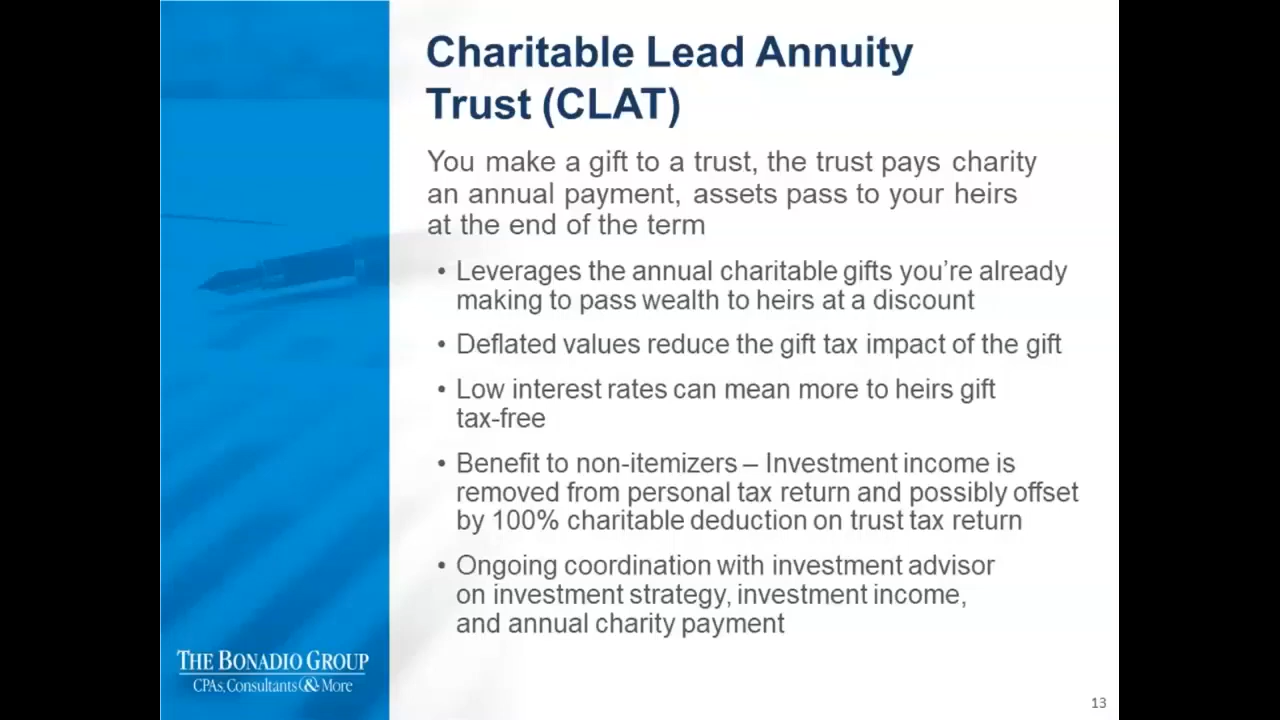 Charitable Lead Annuity
Trust (CLAT)
You make a gift to a trust, the trust pays charity
an annual payment, assets pass to your heirs
at the end of the term
• Leverages the annual charitable gifts you’re already
making to pass wealth to heirs at a discount
• Deflated values reduce the gift tax impact of the gift
• Low interest rates can mean more to heirs gift
tax-free
• Benefit to non-itemizers – Investment income is
removed from personal tax return and possibly offset
by 100% charitable deduction on trust tax return
• Ongoing coordination with investment advisor
on investment strategy, investment income,
and annual charity payment
THE BONADIO GROUP
CPAs, Consultants & More
13